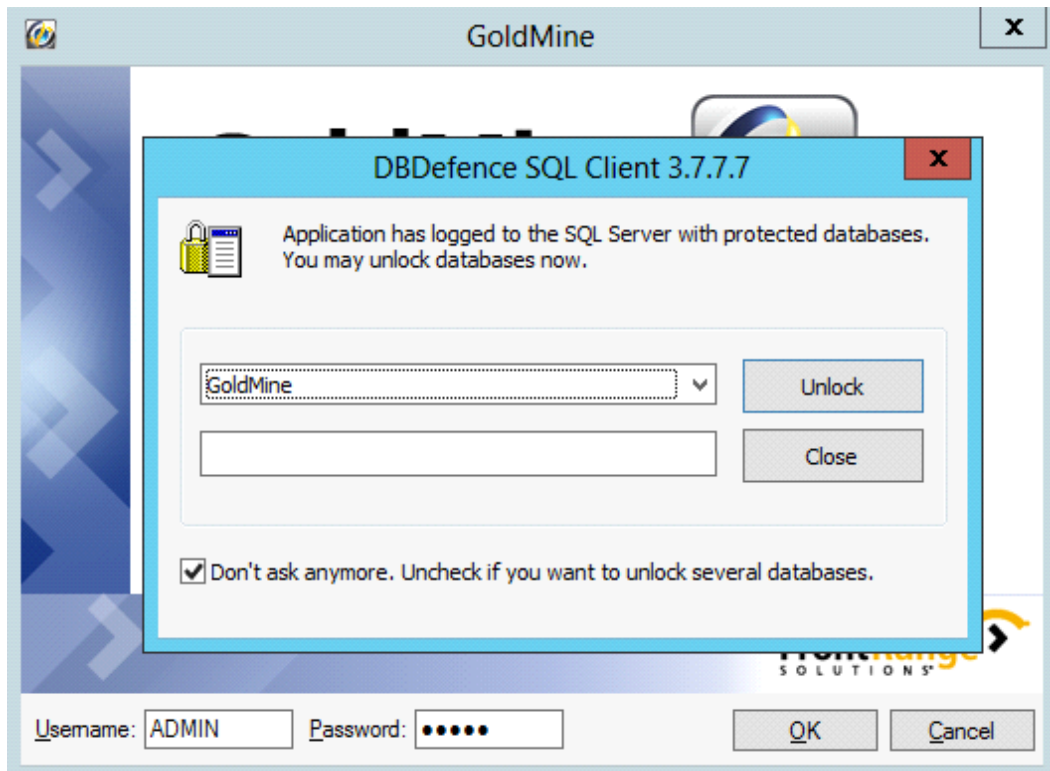 GoldMine
x
DBDefence SQL Client 3.7.7.7
x
Application has logged to the SQL Server with protected databases.
You may unlock databases now.
GoldMine
Unlock
Close
Don't ask anymore. Uncheck if you want to unlock several databases.
SOLUTIONS
Username: ADMIN Password: ●●●●● OK Cancel